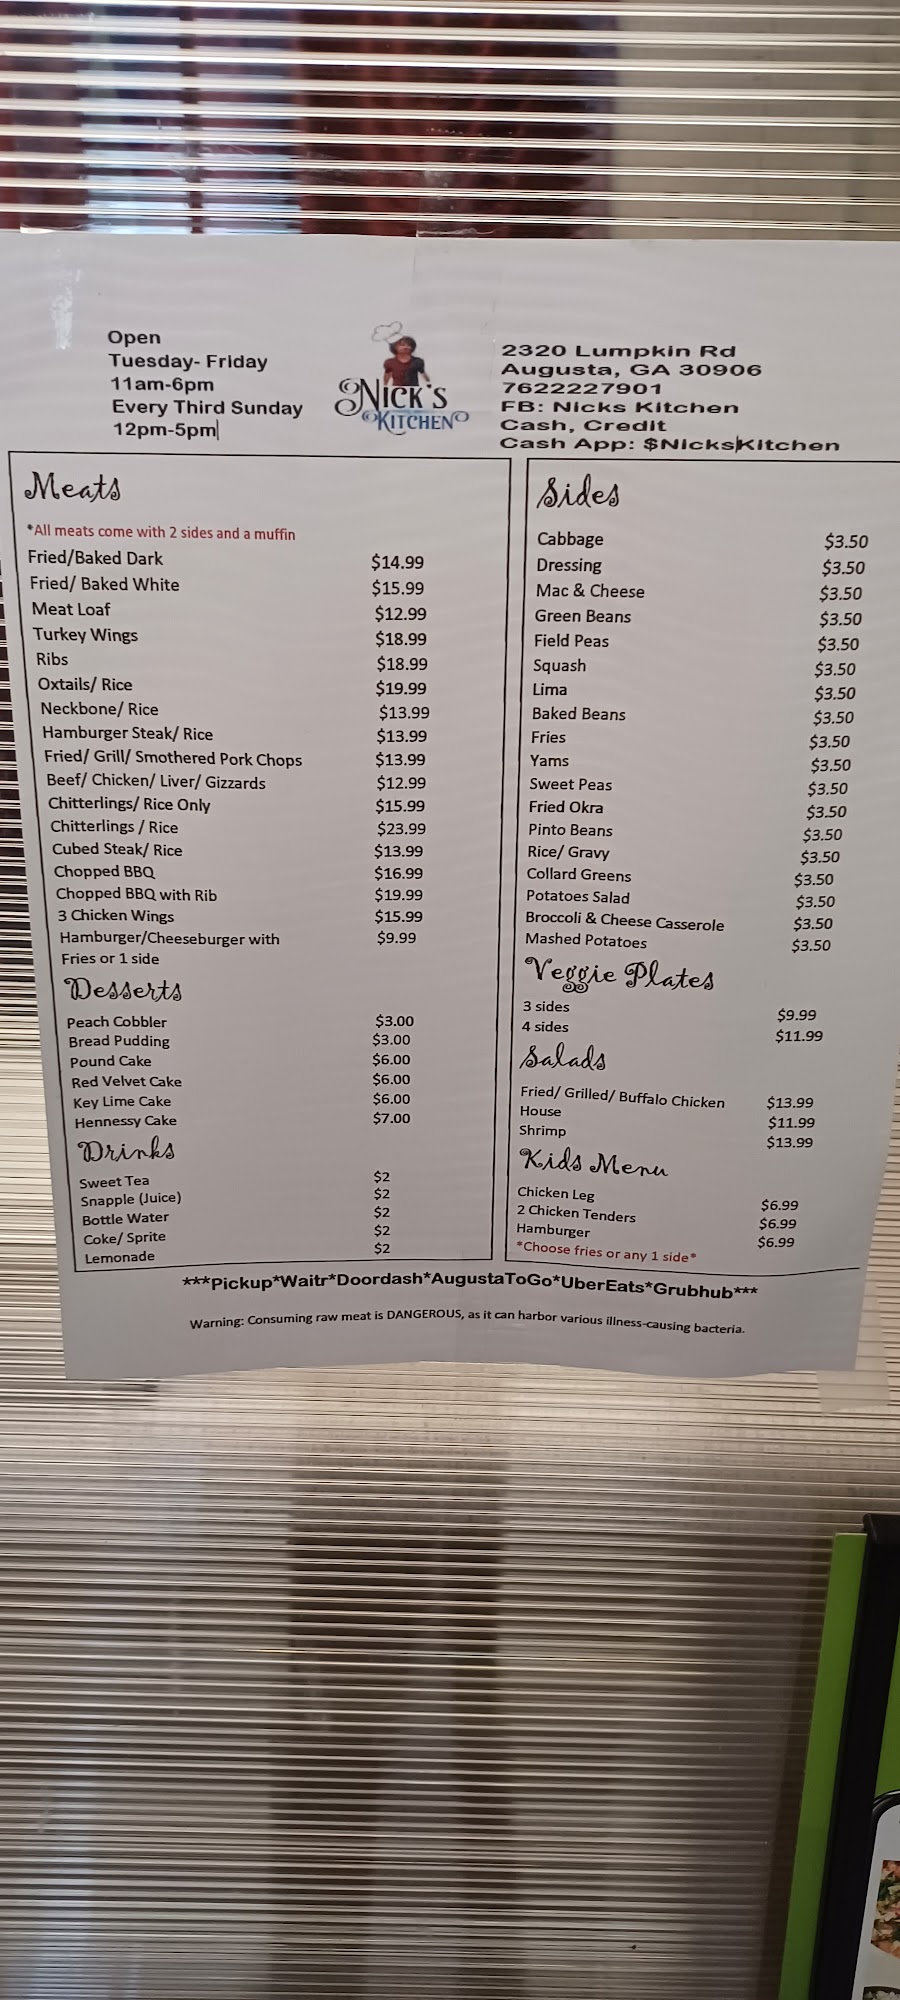 Open
Tuesday- Friday
11am-6pm
Every Third Sunday
12pm-5pm
NICK'S
KITCHEN
2320 Lumpkin Rd
Augusta, GA 30906
7622227901
FB: Nicks Kitchen
Cash, Credit
Cash App: $NicksKitchen
Meats
*All meats come with 2 sides and a muffin
Fried/Baked Dark $14.99
Fried/ Baked White $15.99
Meat Loaf $12.99
Turkey Wings $18.99
Ribs $18.99
Oxtails/ Rice $19.99
Neckbone/ Rice $13.99
Hamburger Steak/ Rice $13.99
Fried/ Grill/ Smothered Pork Chops $13.99
Beef/ Chicken/ Liver/ Gizzards $12.99
Chitterlings/ Rice Only $15.99
Chitterlings / Rice $23.99
Cubed Steak/ Rice $13.99
Chopped BBQ $16.99
Chopped BBQ with Rib $19.99
3 Chicken Wings $15.99
Hamburger/Cheeseburger with $9.99
Fries or 1 side
Desserts
Peach Cobbler $3.00
Bread Pudding $3.00
Pound Cake $6.00
Red Velvet Cake $6.00
Key Lime Cake $6.00
Hennessy Cake $7.00
Drinks
Sweet Tea $2
Snapple (Juice) $2
Bottle Water $2
Coke/ Sprite $2
Lemonade $2
Sides
Cabbage $3.50
Dressing $3.50
Mac & Cheese $3.50
Green Beans $3.50
Field Peas $3.50
Squash $3.50
Lima $3.50
Baked Beans $3.50
Fries $3.50
Yams $3.50
Sweet Peas $3.50
Fried Okra $3.50
Pinto Beans $3.50
Rice/ Gravy $3.50
Collard Greens $3.50
Potatoes Salad $3.50
Broccoli & Cheese Casserole $3.50
Mashed Potatoes $3.50
Veggie Plates
3 sides $9.99
4 sides $11.99
Salads
Fried/ Grilled/ Buffalo Chicken $13.99
House $11.99
Shrimp $13.99
Kids Menu
Chicken Leg $6.99
2 Chicken Tenders $6.99
Hamburger $6.99
*Choose fries or any 1 side*
***Pickup*Waitr*Doordash*AugustaToGo*UberEats*Grubhub***
Warning: Consuming raw meat is DANGEROUS, as it can harbor various illness-causing bacteria.